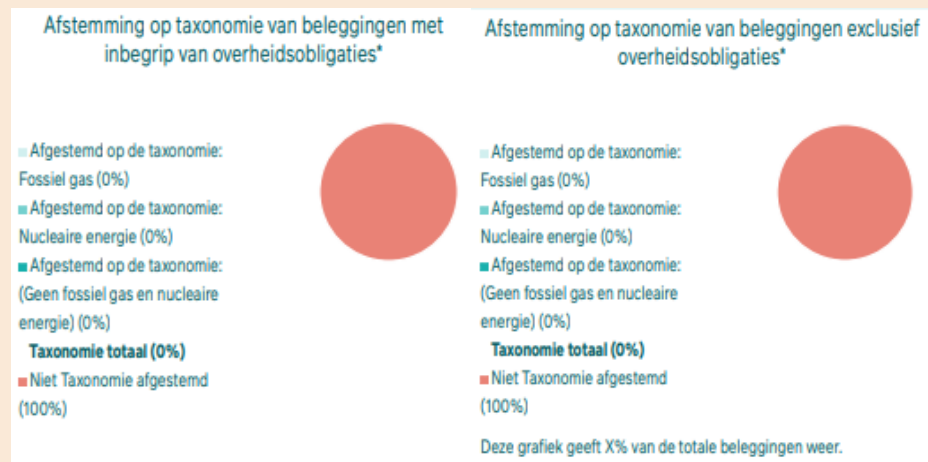 Afstemming op taxonomie van beleggingen met
inbegrip van overheidsobligaties*
Afgestemd op de taxonomie:
Fossiel gas (0%)
Afgestemd op de taxonomie:
Nucleaire energie (0%)
Afgestemd op de taxonomie:
(Geen fossiel gas en nucleaire
energie) (0%)
Taxonomie totaal (0%)
Niet Taxonomie afgestemd
(100%)
Afstemming op taxonomie van beleggingen exclusief
overheidsobligaties*
Afgestemd op de taxonomie:
Fossiel gas (0%)
Afgestemd op de taxonomie:
Nucleaire energie (0%)
Afgestemd op de taxonomie:
(Geen fossiel gas en nucleaire
energie) (0%)
Taxonomie totaal (0%)
Niet Taxonomie afgestemd
(100%)
Deze grafiek geeft X% van de totale beleggingen weer.